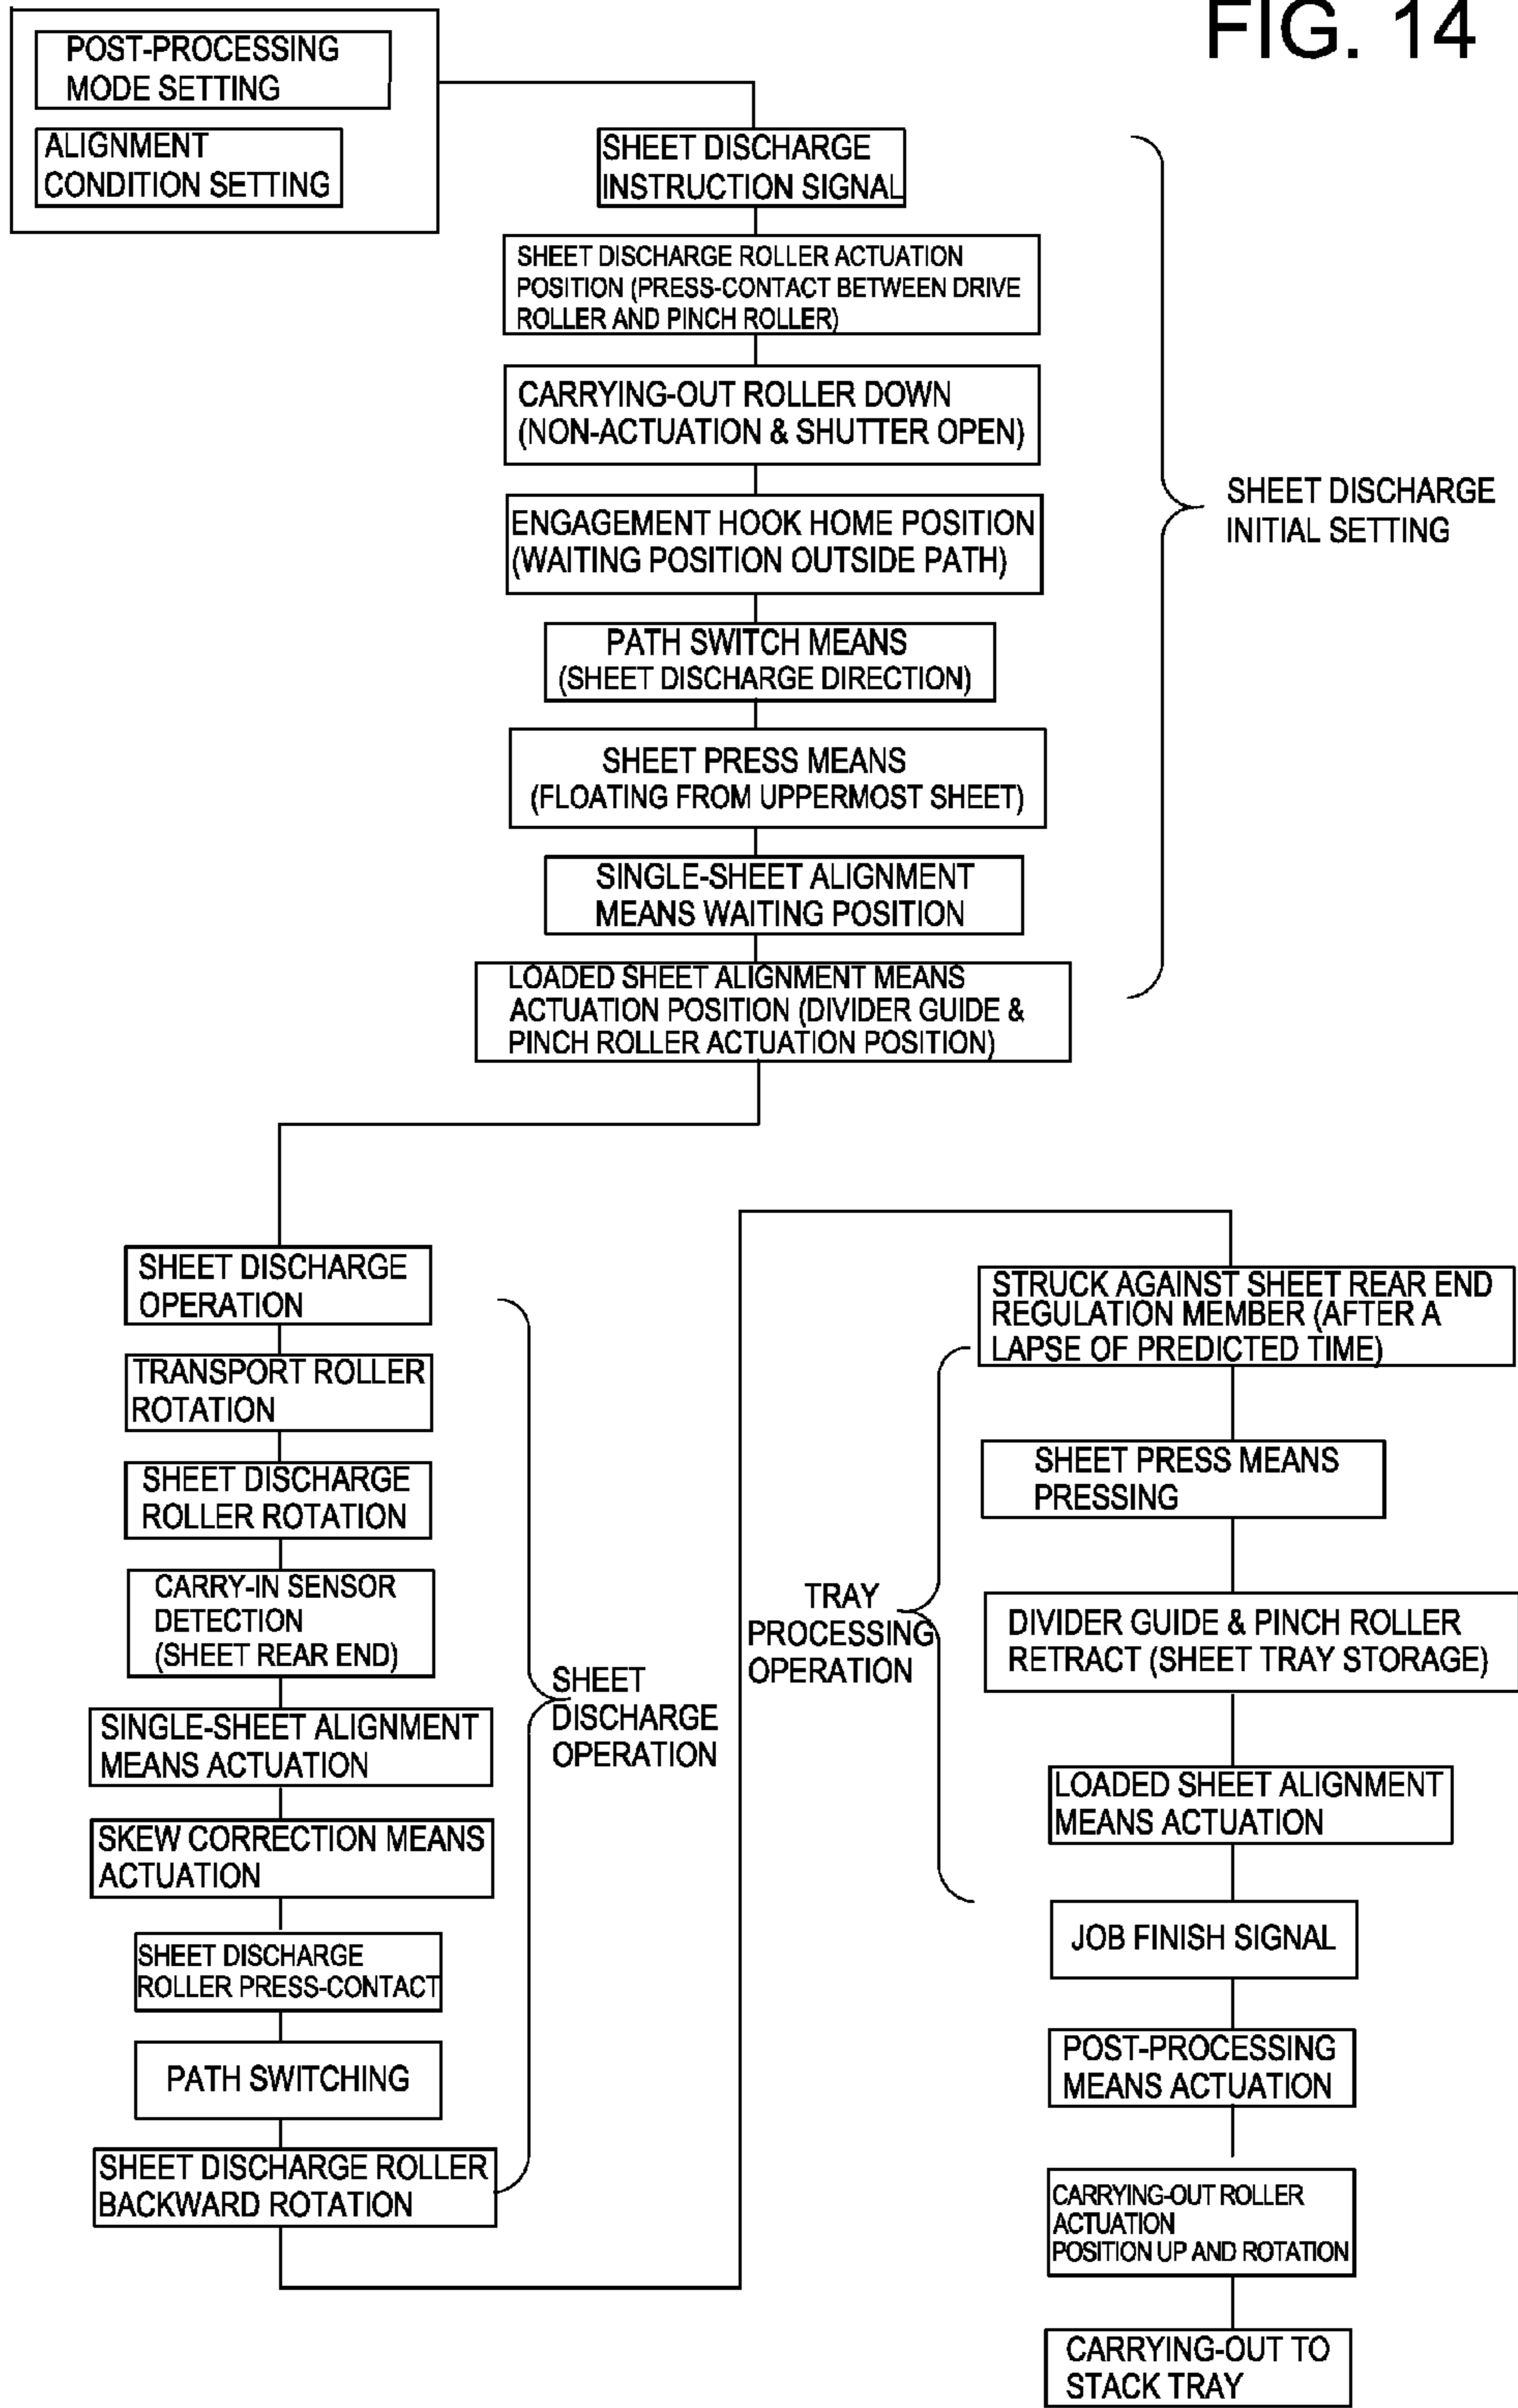 FIG. 14
POST-PROCESSING
MODE SETTING
ALIGNMENT
CONDITION SETTING
SHEET DISCHARGE
INSTRUCTION SIGNAL
SHEET DISCHARGE ROLLER ACTUATION
POSITION (PRESS-CONTACT BETWEEN DRIVE
ROLLER AND PINCH ROLLER)
CARRYING-OUT ROLLER DOWN
(NON-ACTUATION & SHUTTER OPEN)
ENGAGEMENT HOOK HOME POSITION
(WAITING POSITION OUTSIDE PATH)
PATH SWITCH MEANS
(SHEET DISCHARGE DIRECTION)
SHEET PRESS MEANS
(FLOATING FROM UPPERMOST SHEET)
SINGLE-SHEET ALIGNMENT
MEANS WAITING POSITION
LOADED SHEET ALIGNMENT MEANS
ACTUATION POSITION (DIVIDER GUIDE &
PINCH ROLLER ACTUATION POSITION)
SHEET DISCHARGE
INITIAL SETTING
SHEET DISCHARGE
OPERATION
TRANSPORT ROLLER
ROTATION
SHEET DISCHARGE
ROLLER ROTATION
CARRY-IN SENSOR
DETECTION
(SHEET REAR END)
SINGLE-SHEET ALIGNMENT
MEANS ACTUATION
SKEW CORRECTION MEANS
ACTUATION
SHEET DISCHARGE
ROLLER PRESS-CONTACT
PATH SWITCHING
SHEET DISCHARGE ROLLER
BACKWARD ROTATION
SHEET
DISCHARGE
OPERATION
STRUCK AGAINST SHEET REAR END
REGULATION MEMBER (AFTER A
LAPSE OF PREDICTED TIME)
SHEET PRESS MEANS
PRESSING
DIVIDER GUIDE & PINCH ROLLER
RETRACT (SHEET TRAY STORAGE)
LOADED SHEET ALIGNMENT
MEANS ACTUATION
TRAY
PROCESSING
OPERATION
JOB FINISH SIGNAL
POST-PROCESSING
MEANS ACTUATION
CARRYING-OUT ROLLER
ACTUATION
POSITION UP AND ROTATION
CARRYING-OUT TO
STACK TRAY